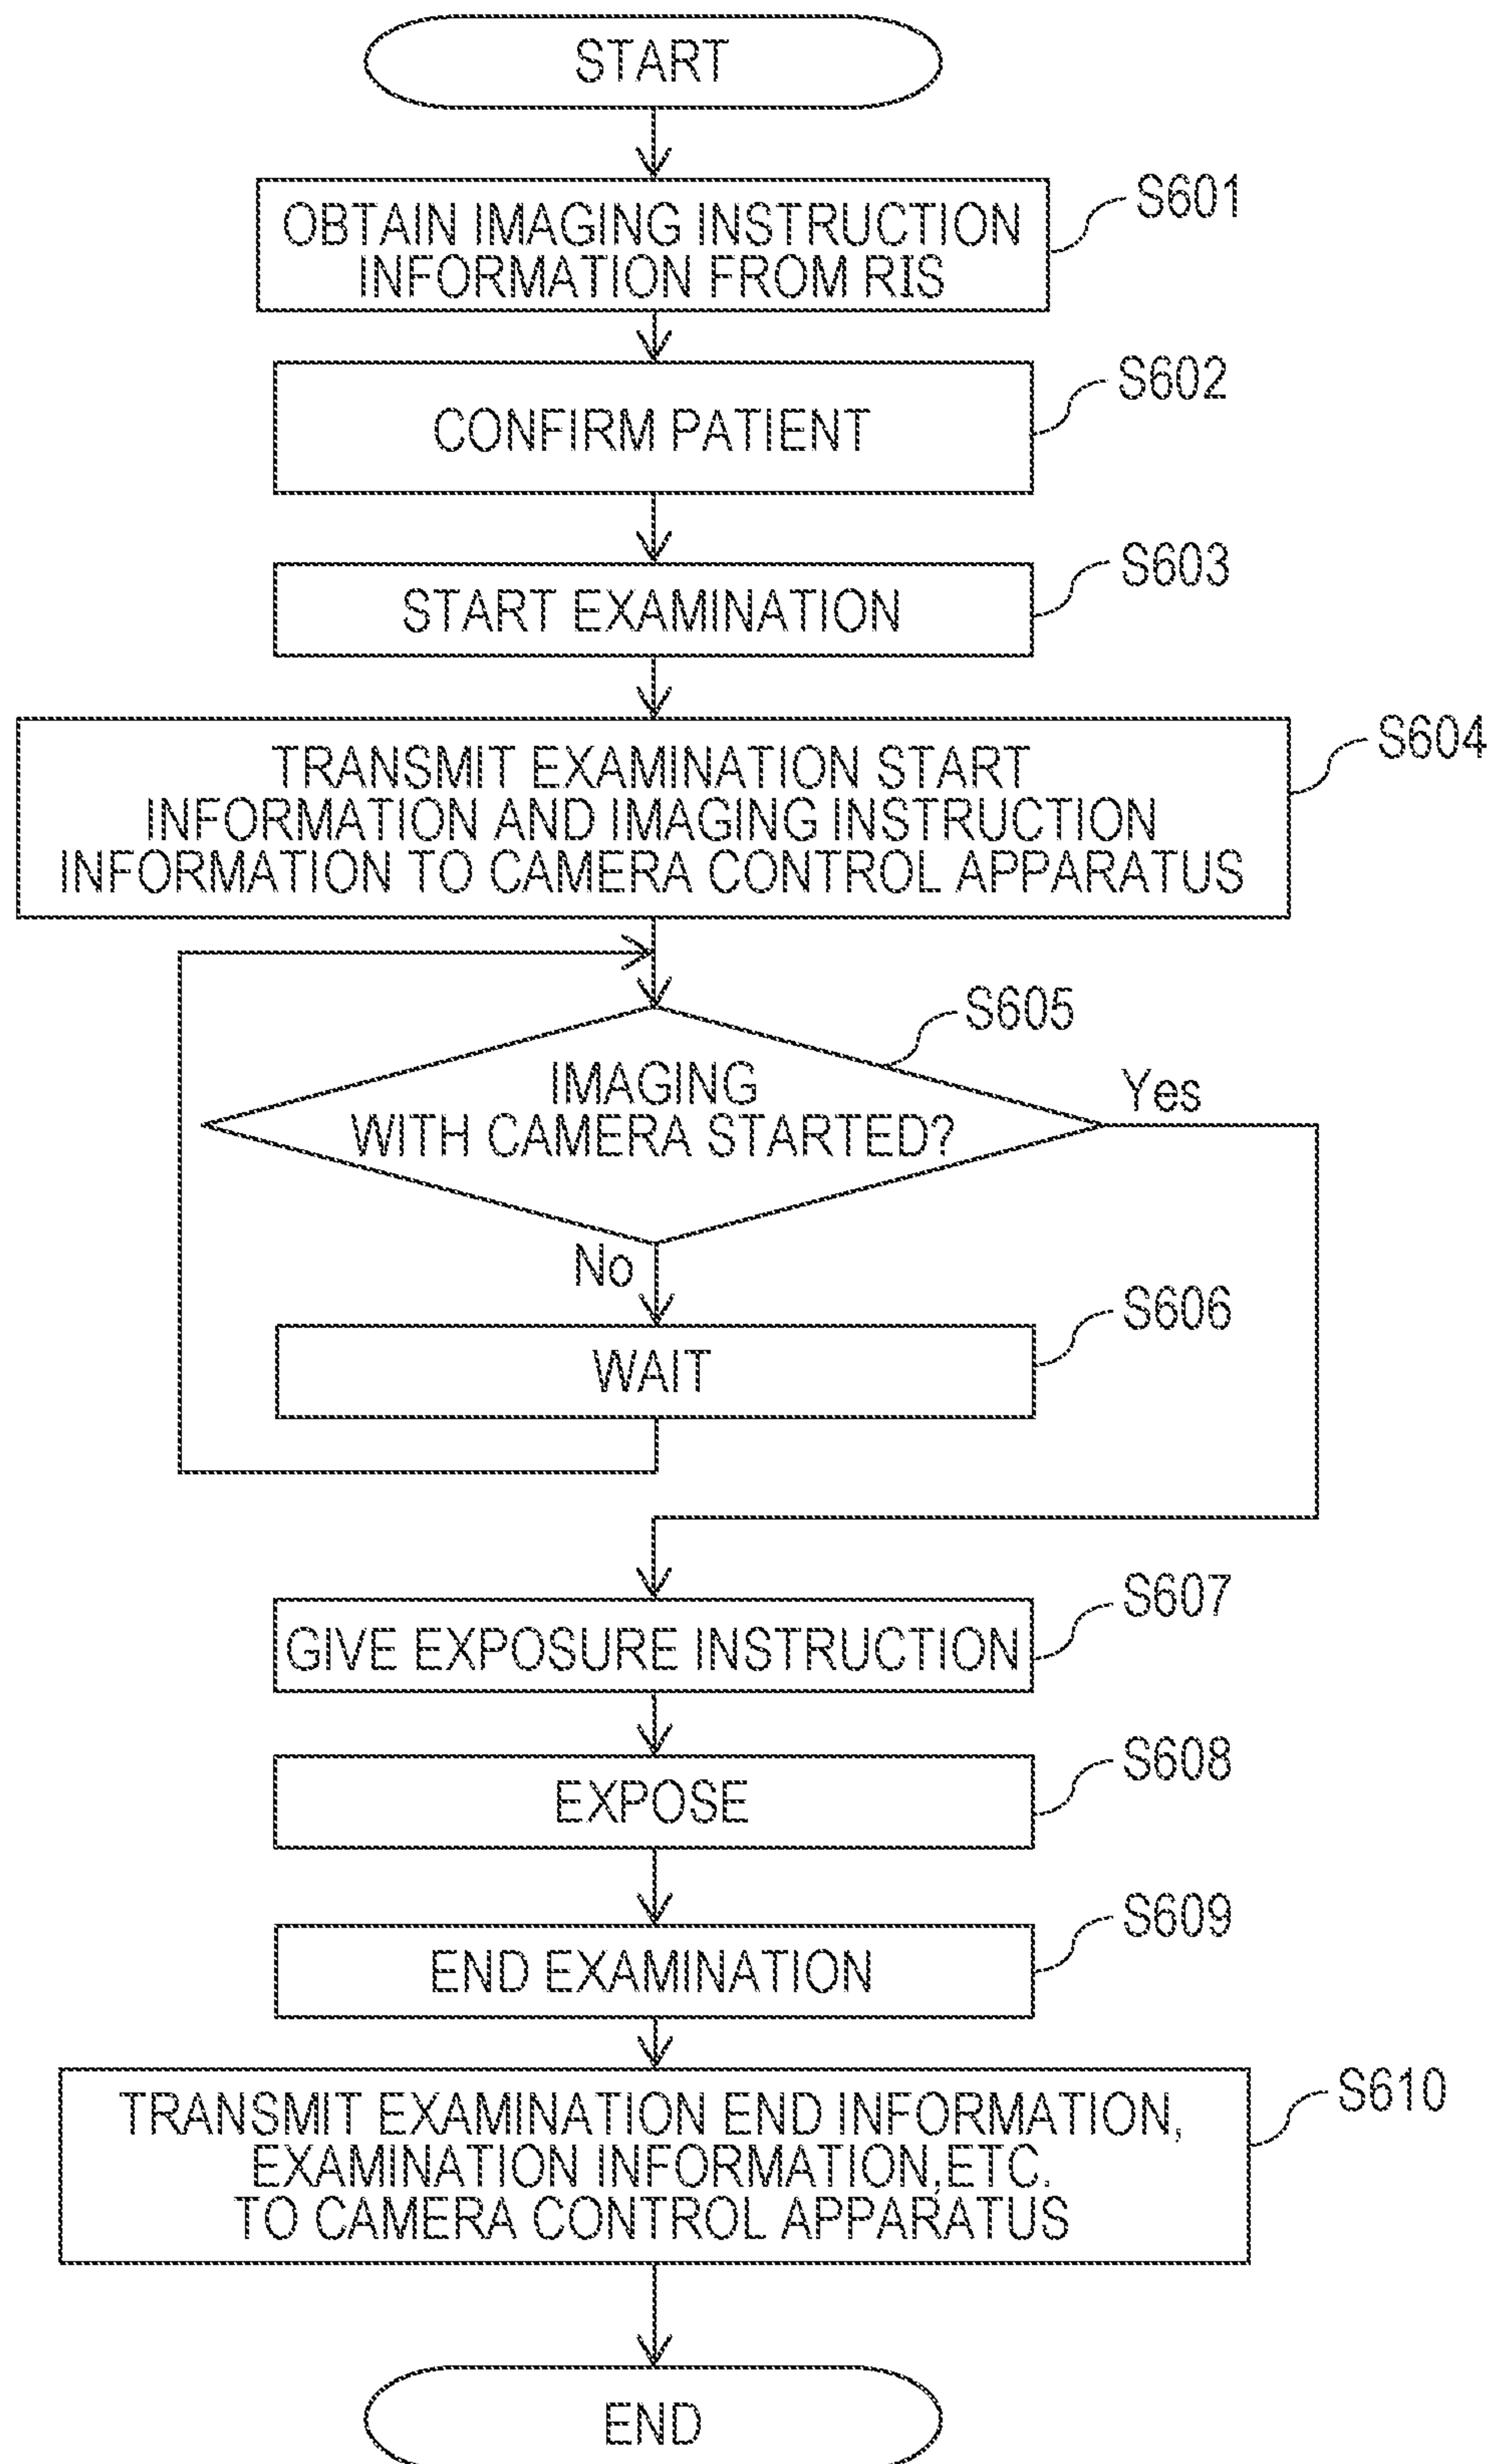 START
S601
OBTAIN IMAGING INSTRUCTION
INFORMATION FROM RIS
S602
CONFIRM PATIENT
S603
START EXAMINATION
S604
TRANSMIT EXAMINATION START
INFORMATION AND IMAGING INSTRUCTION
INFORMATION TO CAMERA CONTROL APPARATUS
S605
IMAGING
WITH CAMERA STARTED?
Yes
No
S606
WAIT
S607
GIVE EXPOSURE INSTRUCTION
S608
EXPOSE
S609
END EXAMINATION
S610
TRANSMIT EXAMINATION END INFORMATION,
EXAMINATION INFORMATION,ETC.
TO CAMERA CONTROL APPARATUS
END